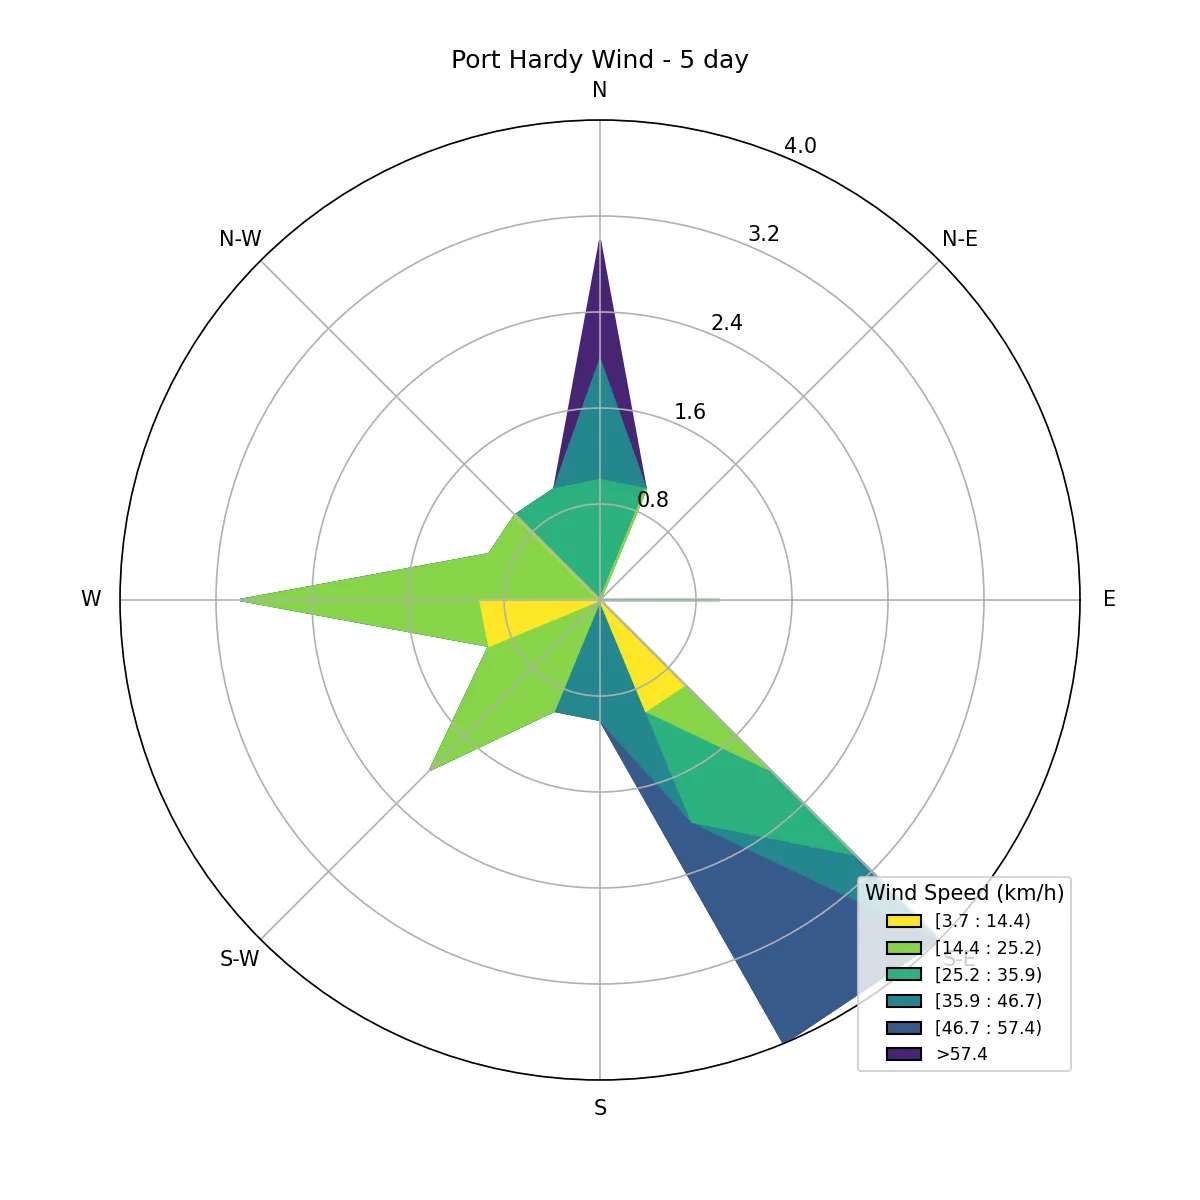 Port Hardy Wind - 5 day
N
4.0
3.2
N-W
N-E
2.4
1.6
0.8
W
E
Wind Speed (km/h)
[3.7 : 14.4)
[14.4 : 25.2)
S-W
S-E
[25.2 : 35.9)
[35.9 : 46.7)
[46.7 : 57.4)
>57.4
S